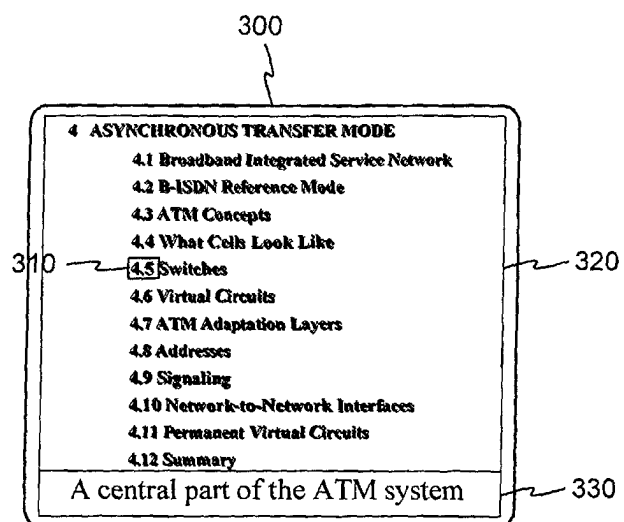 300
4 ASYNCHRONOUS TRANSFER MODE
4.1 Broadband Integrated Service Network
4.2 B-ISDN Reference Mode
4.3 ATM Concepts
4.4 What Cells Look Like
310 4.5 Switches 320
4.6 Virtual Circuits
4.7 ATM Adaptation Layers
4.8 Addresses
4.9 Signaling
4.10 Network-to-Network Interfaces
4.11 Permanent Virtual Circuits
4.12 Summary
A central part of the ATM system 330